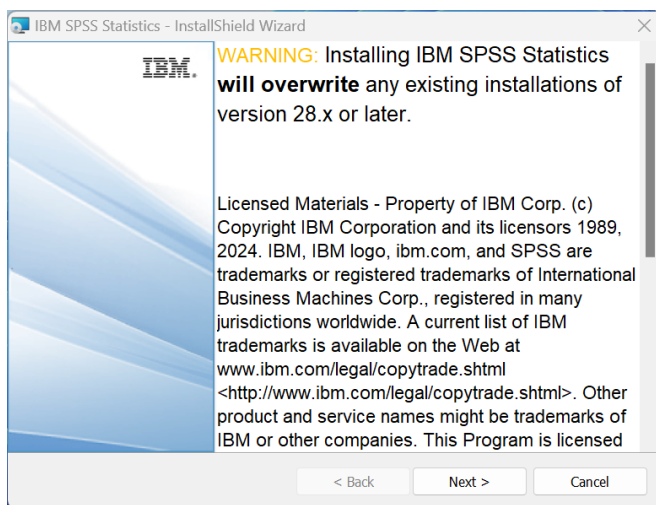 IBM SPSS Statistics - InstallShield Wizard
IBM.
WARNING: Installing IBM SPSS Statistics
will overwrite any existing installations of
version 28.x or later.
Licensed Materials - Property of IBM Corp. (c)
Copyright IBM Corporation and its licensors 1989,
2024. IBM, IBM logo, ibm.com, and SPSS are
trademarks or registered trademarks of International
Business Machines Corp., registered in many
jurisdictions worldwide. A current list of IBM
trademarks is available on the Web at
www.ibm.com/legal/copytrade.shtml
<http://www.ibm.com/legal/copytrade.shtml>. Other
product and service names might be trademarks of
IBM or other companies. This Program is licensed
< Back
Next >
Cancel